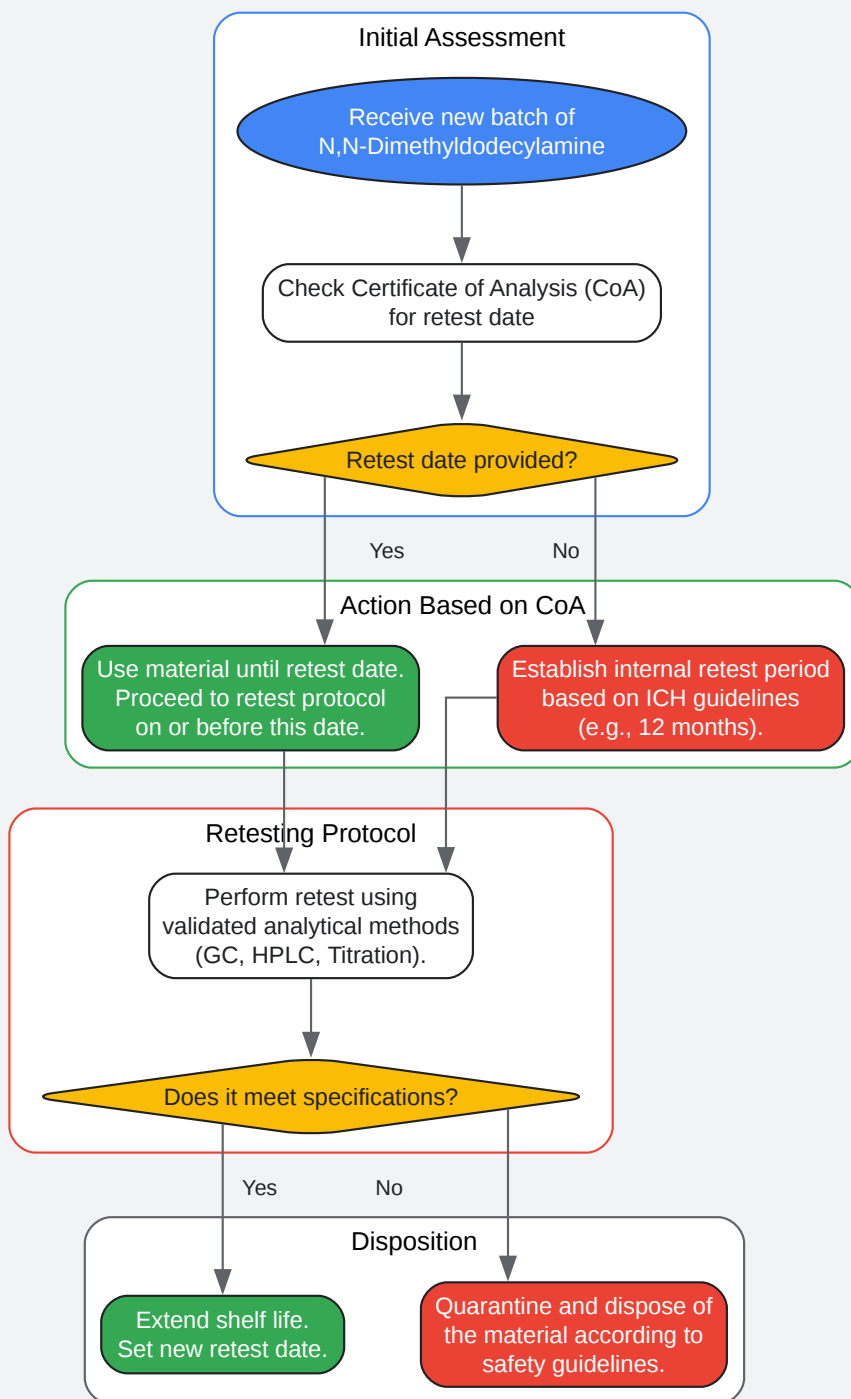 Initial Assessment
Receive new batch of
N,N-Dimethyldodecylamine
Check Certificate of Analysis (CoA)
for retest date
Retest date provided?
Yes
No
Action Based on CoA
Use material until retest date.
Proceed to retest protocol
on or before this date.
Establish internal retest period
based on ICH guidelines
(e.g., 12 months).
Retesting Protocol
Perform retest using
validated analytical methods
(GC, HPLC, Titration).
Does it meet specifications?
Yes
No
Disposition
Extend shelf life.
Set new retest date.
Quarantine and dispose of
the material according to
safety guidelines.